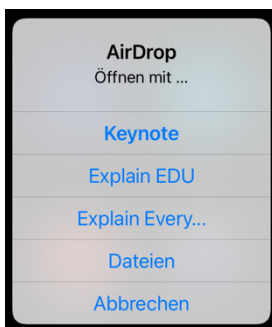 AirDrop
Öffnen mit ...
Keynote
Explain EDU
Explain Every...
Dateien
Abbrechen